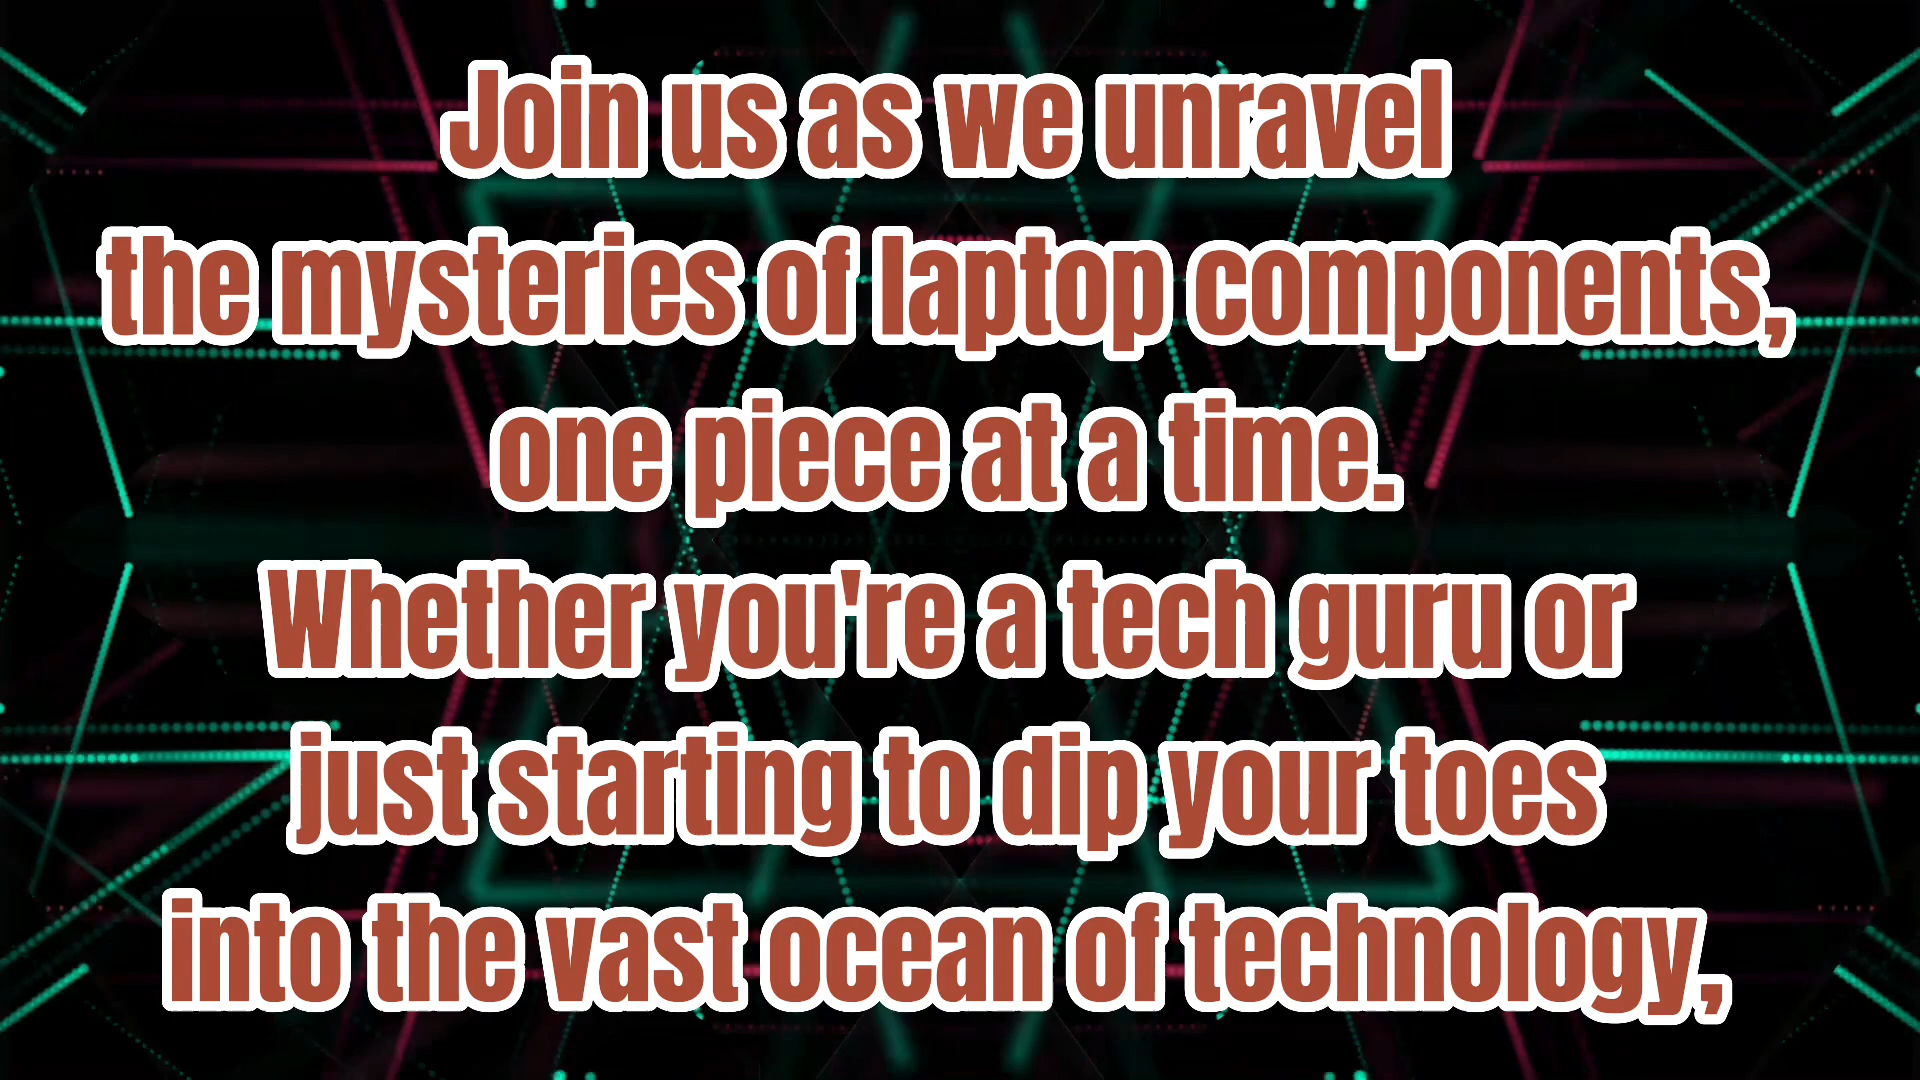 Join us as we unravel
the mysteries of laptop components,
one piece at a time.
Whether you're a tech guru or
just starting to dip your toes
into the vast ocean of technology,